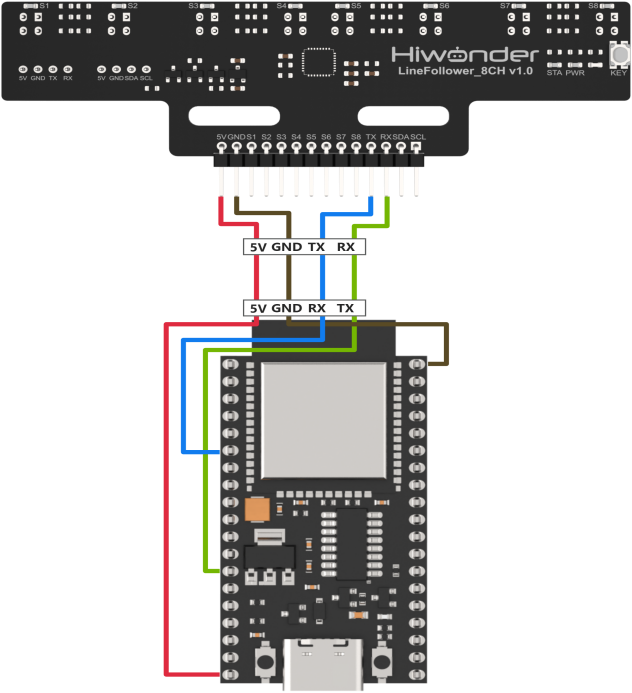 S1 S2 S3 S4 S5 S6 S7 S8
Hiwonder
LineFollower_8CH v1.0
5V GND TX RX
5V GND SDA SCL
STA PWR KEY
5V GND S1 S2 S3 S4 S5 S6 S7 S8 TX RX SDA SCL
5V GND TX RX
5V GND RX TX